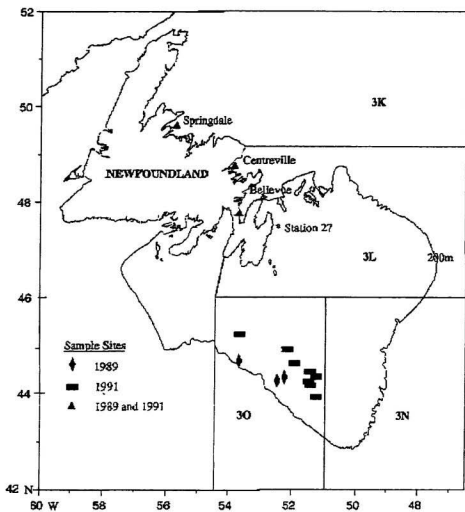 52
50
48
46
44
42
N
60
W
58
56
54
52
50
48
3K
Springdale
Centreville
NEWFOUNDLAND
Bellevue
Station 27
3L
200m
Sample Sites
1989
1991
1989 and 1991
3O
3N